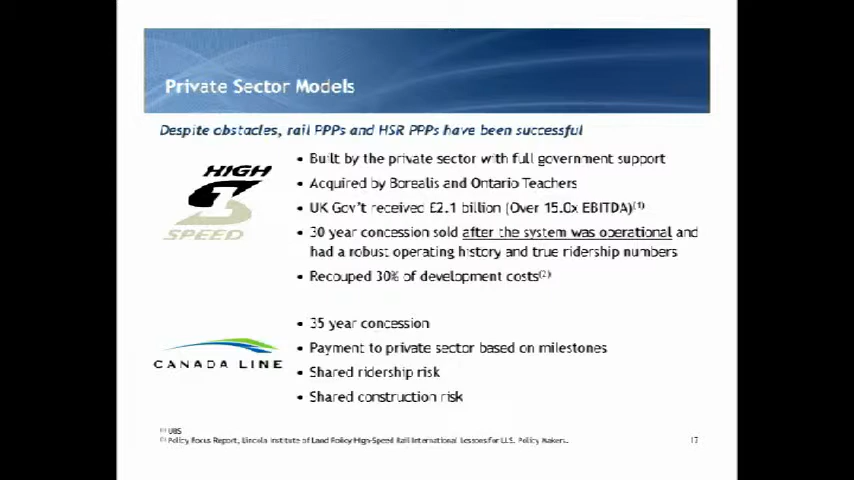 Private Sector Models
Despite obstacles, rail PPPs and HSR PPPs have been successful
HIGH
1
SPEED
• Built by the private sector with full government support
• Acquired by Borealis and Ontario Teachers
• UK Gov't received £2.1 billion (Over 15.0x EBITDA)(1)
• 30 year concession sold after the system was operational and
had a robust operating history and true ridership numbers
• Recouped 30% of development costs(2)
CANADA LINE
• 35 year concession
• Payment to private sector based on milestones
• Shared ridership risk
• Shared construction risk
(1) UBS
(2) Policy Focus Report, Lincoln Institute of Land Policy High-Speed Rail International Lessons for U.S. Policy Makers.
17